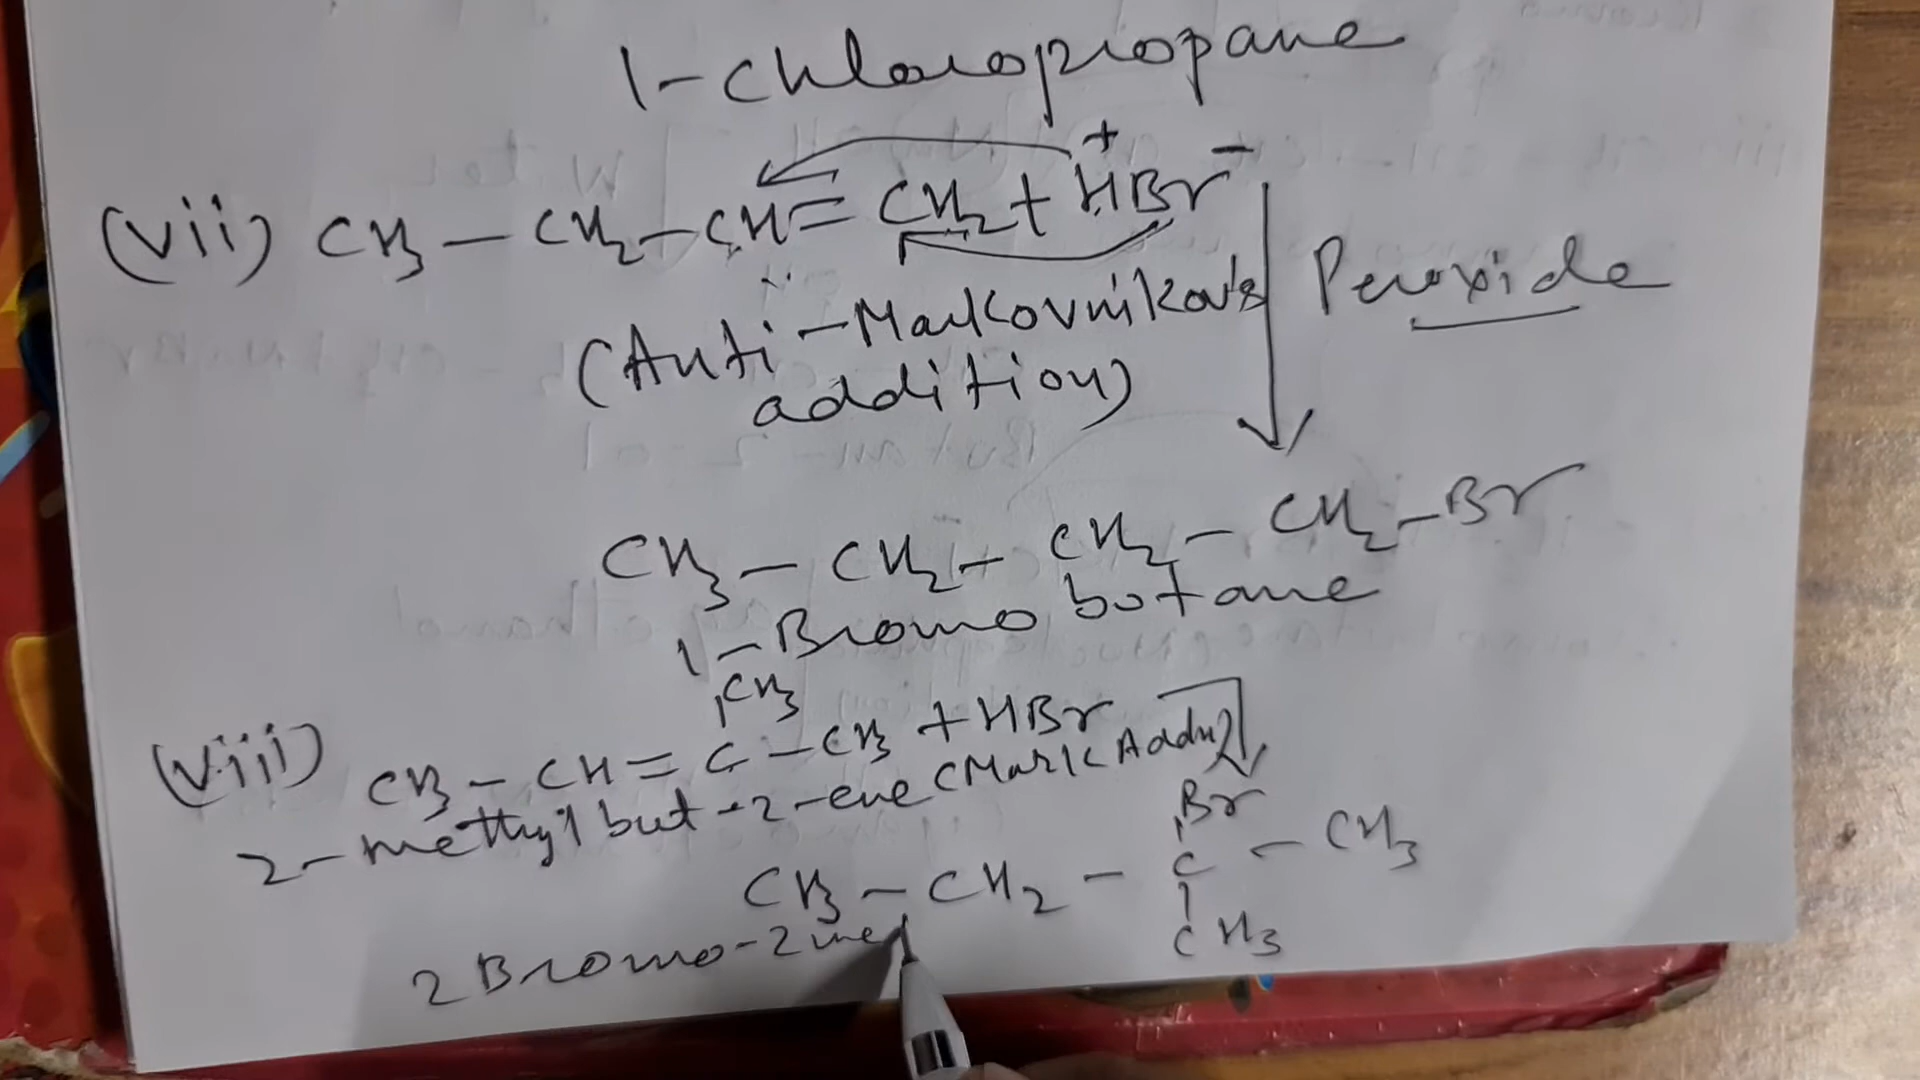 1-chloropropane
(vii) CH3 - CH2 - CH = CH2 + H+Br-
Peroxide
(Anti-Markovnikov's
addition)
CH3 - CH2 - CH2 - CH2 - Br
1-Bromo butane
CH3
(viii) CH3 - CH = C - CH3 + HBr
2-methyl but-2-ene (Mark Addn)
Br
CH3 - CH2 - C - CH3
CH3
2 Bromo-2 me